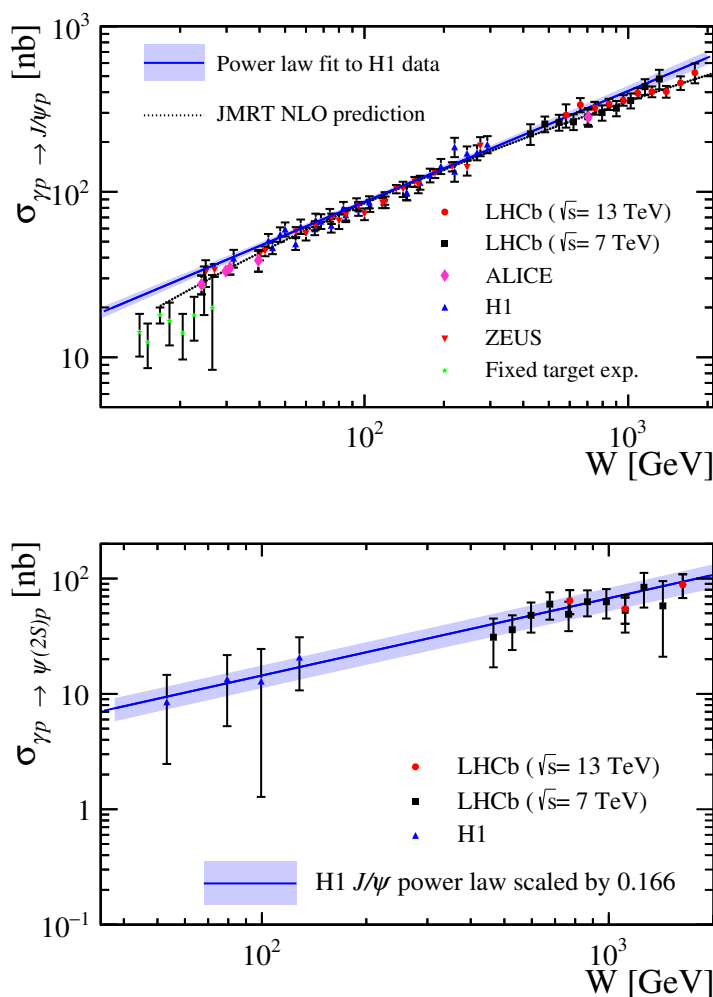 σγp → J/ψp [nb]
10³
10²
10
Power law fit to H1 data
JMRT NLO prediction
LHCb (√s= 13 TeV)
LHCb (√s= 7 TeV)
ALICE
H1
ZEUS
Fixed target exp.
10²
10³
W [GeV]
σγp → ψ(2S)p [nb]
10²
10
1
10⁻¹
LHCb (√s= 13 TeV)
LHCb (√s= 7 TeV)
H1
H1 J/ψ power law scaled by 0.166
10²
10³
W [GeV]